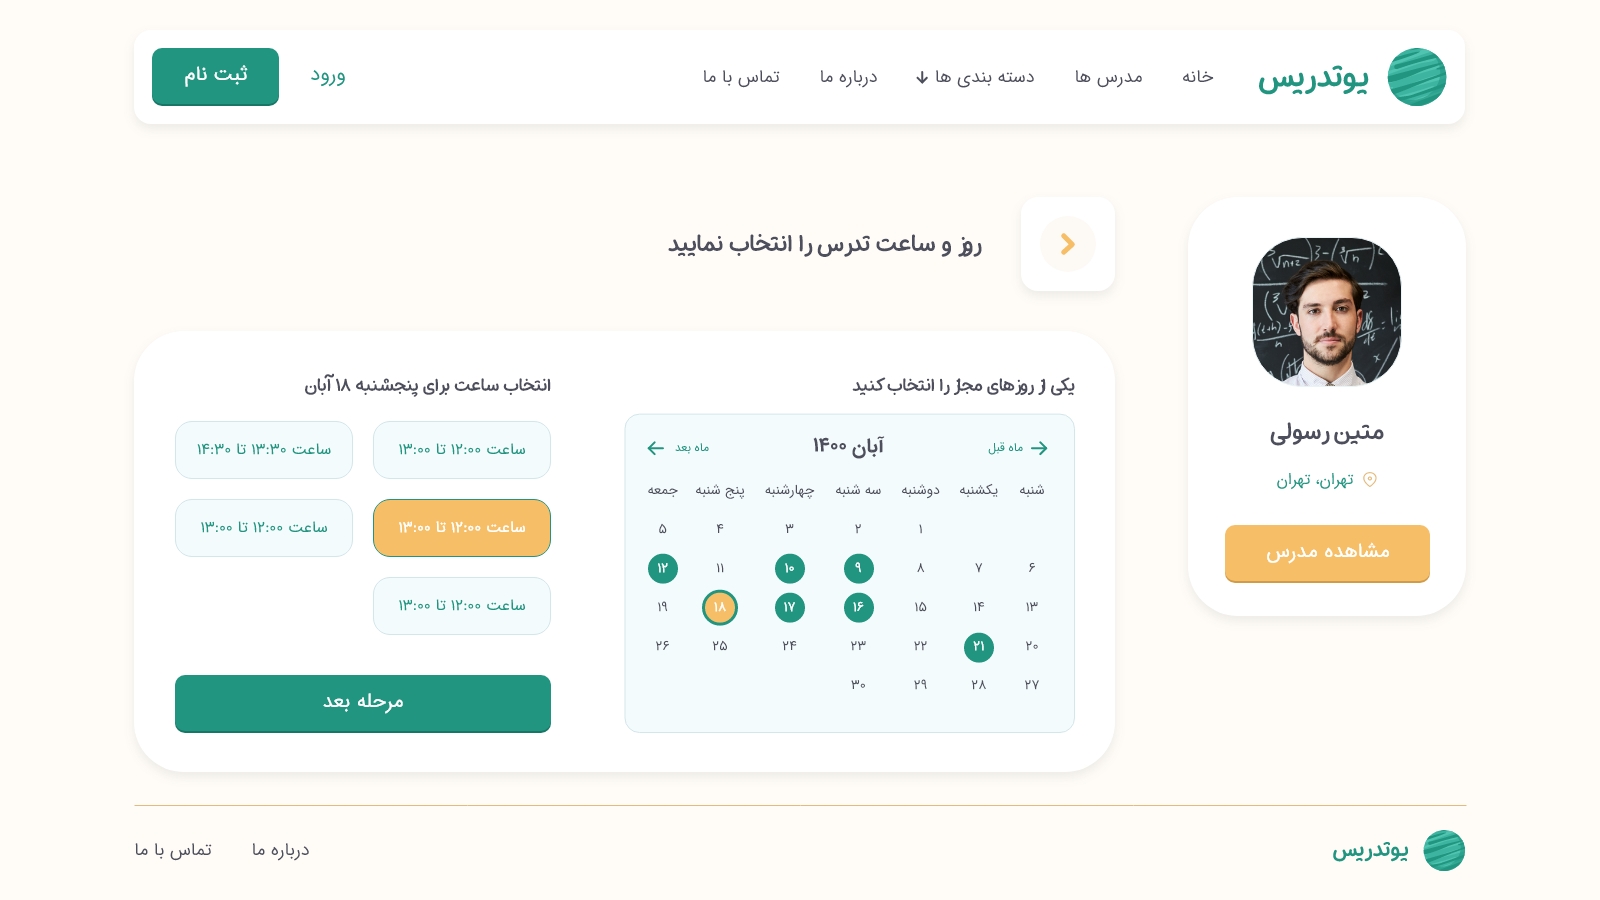 یوتدریس
خانه
مدرس ها
دسته بندی ها
درباره ما
تماس با ما
ورود
ثبت نام
متین رسولی
تهران، تهران
مشاهده مدرس
روز و ساعت تدرس را انتخاب نمایید
یکی از روزهای مجاز را انتخاب کنید
ماه قبل
آبان ۱۴۰۰
ماه بعد
شنبه یکشنبه دوشنبه سه شنبه چهارشنبه پنج شنبه جمعه
۱ ۲ ۳ ۴ ۵
۶ ۷ ۸ ۹ ۱۰ ۱۱ ۱۲
۱۳ ۱۴ ۱۵ ۱۶ ۱۷ ۱۸ ۱۹
۲۰ ۲۱ ۲۲ ۲۳ ۲۴ ۲۵ ۲۶
۲۷ ۲۸ ۲۹ ۳۰
انتخاب ساعت برای پنجشنبه ۱۸ آبان
ساعت ۱۲:۰۰ تا ۱۳:۰۰
ساعت ۱۳:۳۰ تا ۱۴:۳۰
ساعت ۱۲:۰۰ تا ۱۳:۰۰
ساعت ۱۲:۰۰ تا ۱۳:۰۰
ساعت ۱۲:۰۰ تا ۱۳:۰۰
مرحله بعد
یوتدریس
درباره ما
تماس با ما